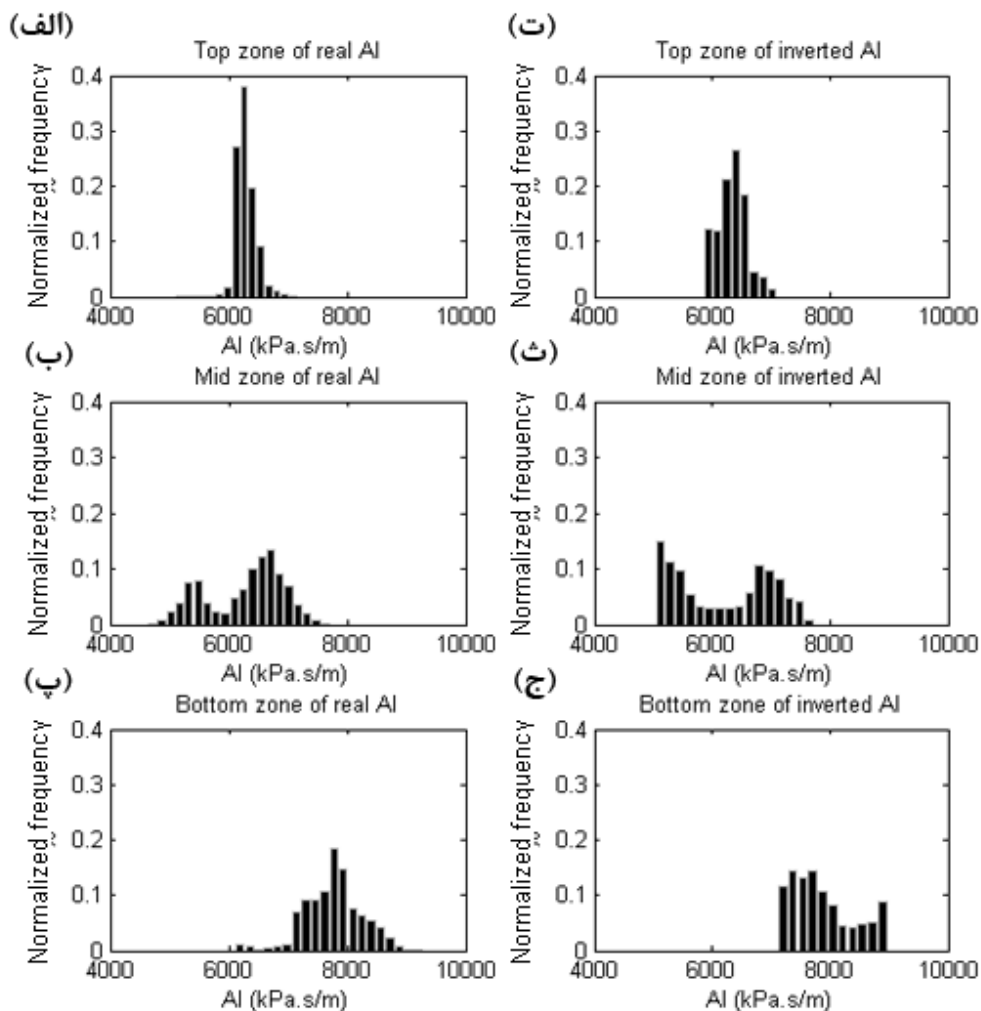 (الف)
Top zone of real AI
Normalized frequency
0.4
0.3
0.2
0.1
0
4000 6000 8000 10000
AI (kPa.s/m)
(ت)
Top zone of inverted AI
Normalized frequency
0.4
0.3
0.2
0.1
0
4000 6000 8000 10000
AI (kPa.s/m)
(ب)
Mid zone of real AI
Normalized frequency
0.4
0.3
0.2
0.1
0
4000 6000 8000 10000
AI (kPa.s/m)
(ث)
Mid zone of inverted AI
Normalized frequency
0.4
0.3
0.2
0.1
0
4000 6000 8000 10000
AI (kPa.s/m)
(پ)
Bottom zone of real AI
Normalized frequency
0.4
0.3
0.2
0.1
0
4000 6000 8000 10000
AI (kPa.s/m)
(ج)
Bottom zone of inverted AI
Normalized frequency
0.4
0.3
0.2
0.1
0
4000 6000 8000 10000
AI (kPa.s/m)